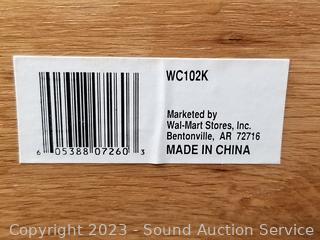 WC102K
Marketed by
Wal-Mart Stores, Inc.
Bentonville, AR 72716
MADE IN CHINA
6 05388 07260 3
Copyright 2023 - Sound Auction Service